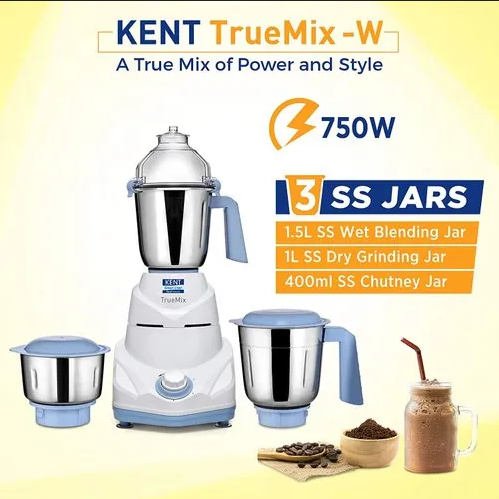 KENT TrueMix -W
A True Mix of Power and Style
750W
3 SS JARS
1.5L SS Wet Blending Jar
1L SS Dry Grinding Jar
400ml SS Chutney Jar
KENT
TrueMix